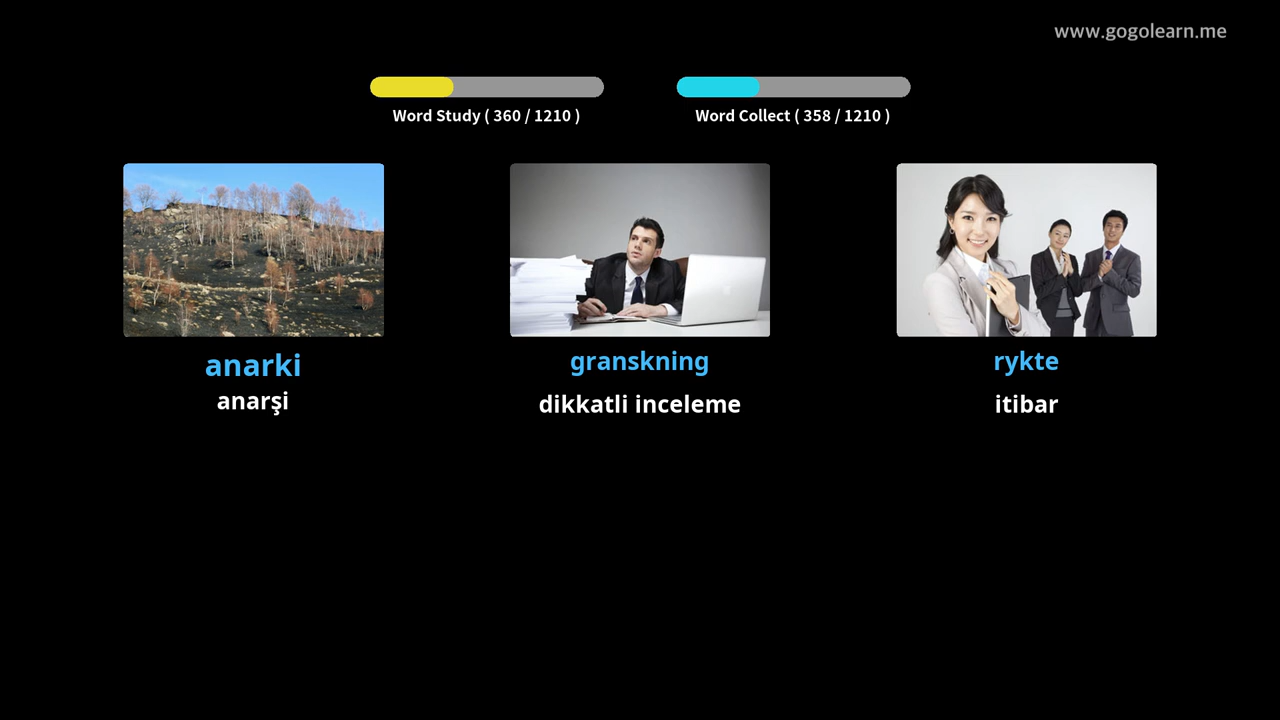 www.gogolearn.me
Word Study ( 360 / 1210 )
Word Collect ( 358 / 1210 )
anarki
anarşi
granskning
dikkatli inceleme
rykte
itibar